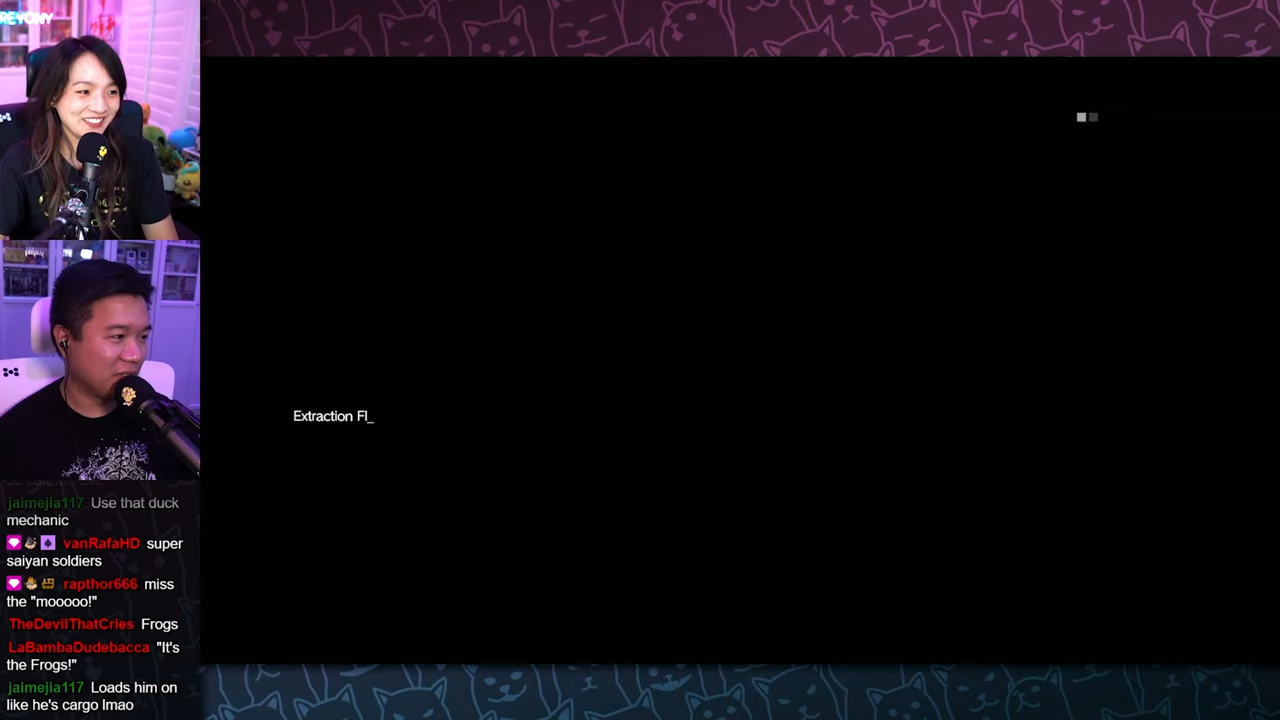 REYONY
Extraction Fl_
jaimejia117 Use that duck
mechanic
vanRafaHD super
saiyan soldiers
rapthor666 miss
the "mooooo!"
TheDevilThatCries Frogs
LaBambaDudebacca "It's
the Frogs!"
jaimejia117 Loads him on
like he's cargo lmao